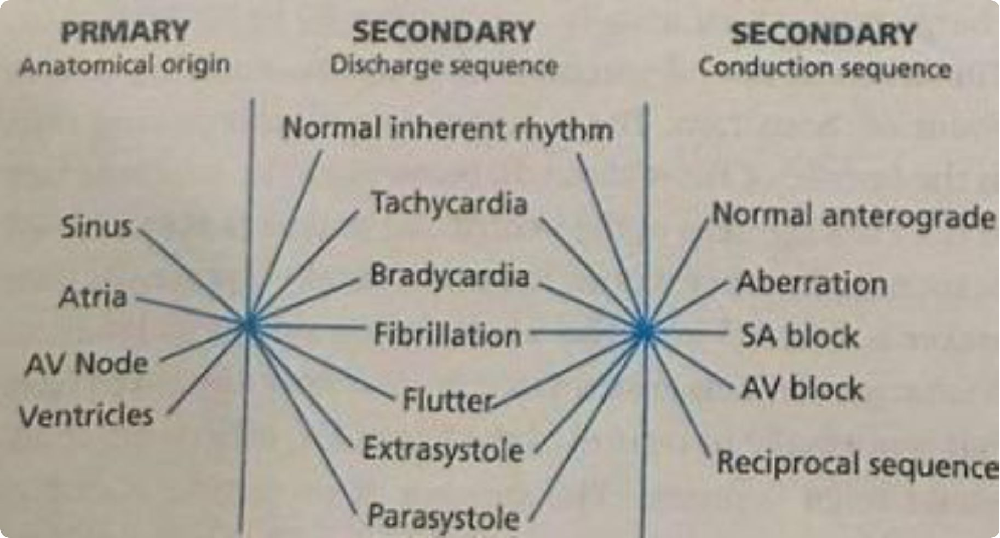 PRMARY
Anatomical origin
SECONDARY
Discharge sequence
SECONDARY
Conduction sequence
Sinus
Atria
AV Node
Ventricles
Normal inherent rhythm
Tachycardia
Bradycardia
Fibrillation
Flutter
Extrasystole
Parasystole
Normal anterograde
Aberration
SA block
AV block
Reciprocal sequence